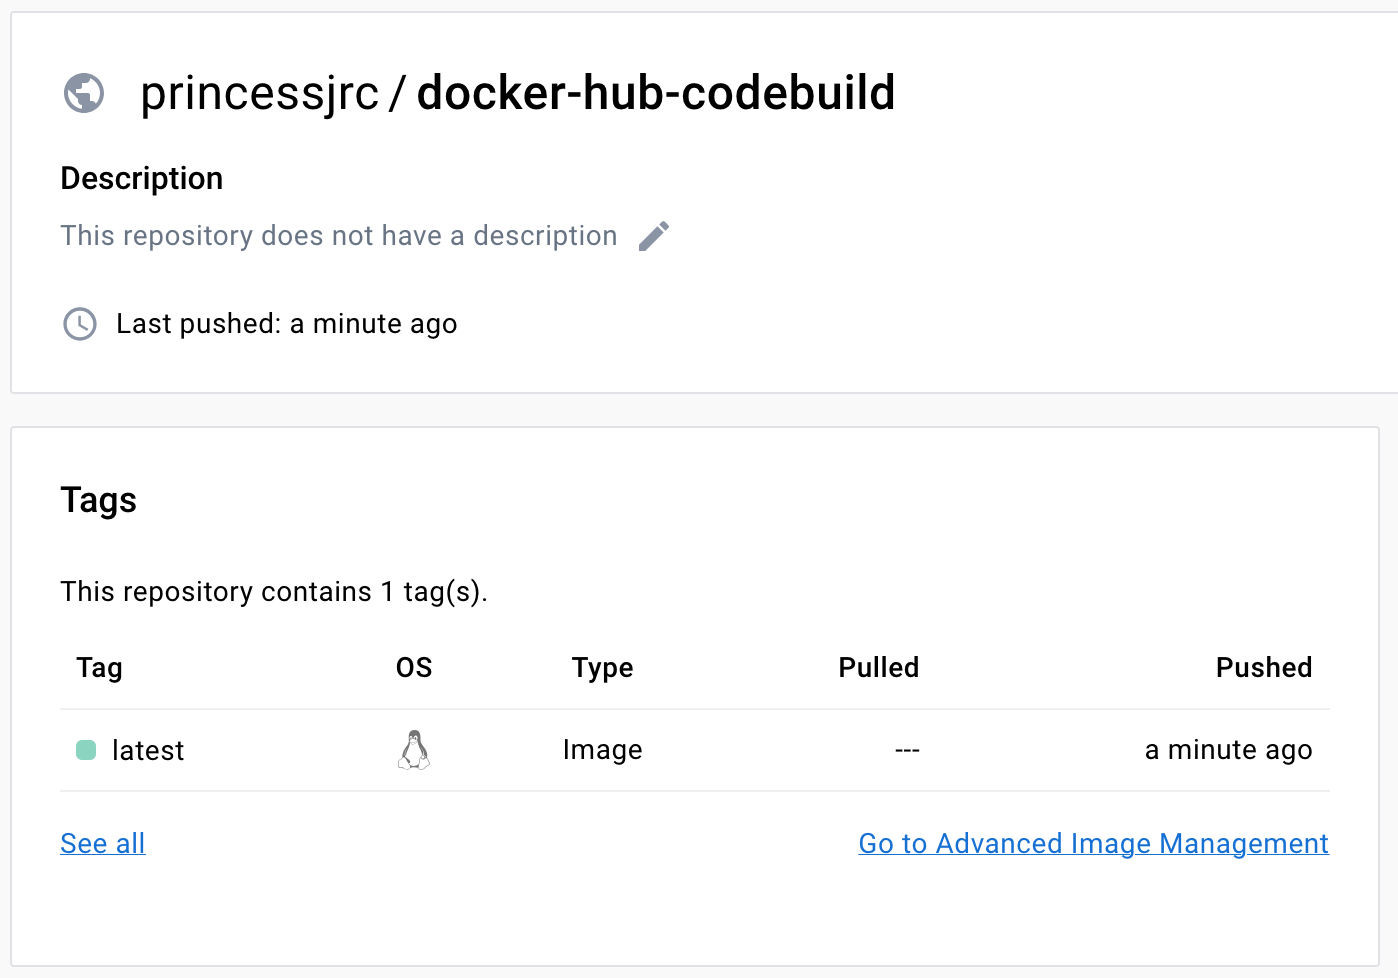 princessjrc / docker-hub-codebuild
Description
This repository does not have a description
Last pushed: a minute ago
Tags
This repository contains 1 tag(s).
Tag OS Type Pulled Pushed
latest Image --- a minute ago
See all Go to Advanced Image Management